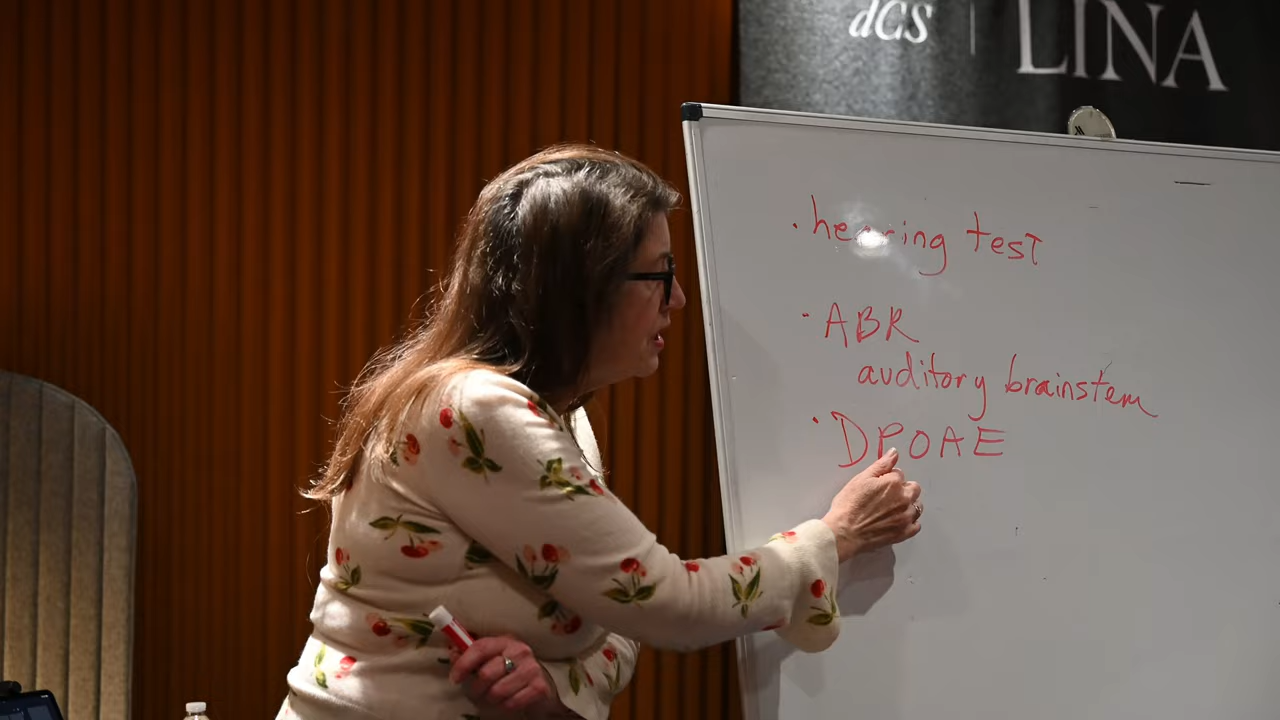 dCS | LINA
· hearing test
· ABR
auditory brainstem
· DPOAE